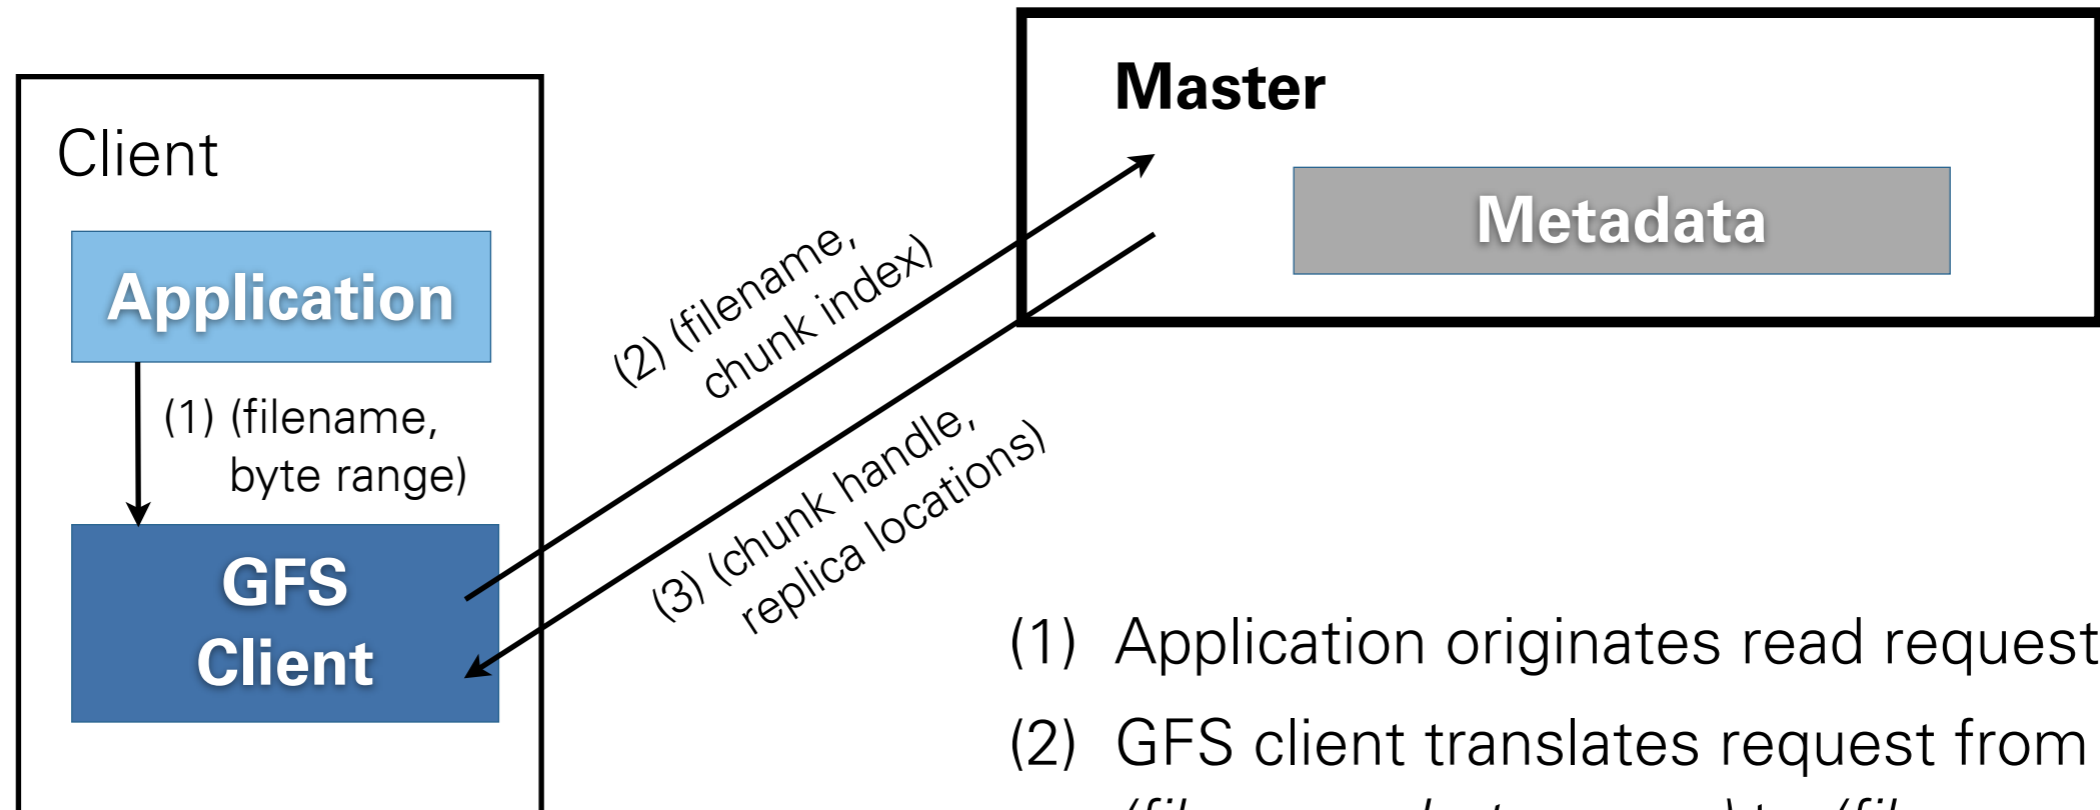 Client
Application
(1) (filename,
byte range)
GFS
Client
(2) (filename,
chunk index)
(3) (chunk handle,
replica locations)
Master
Metadata
(1) Application originates read request
(2) GFS client translates request from